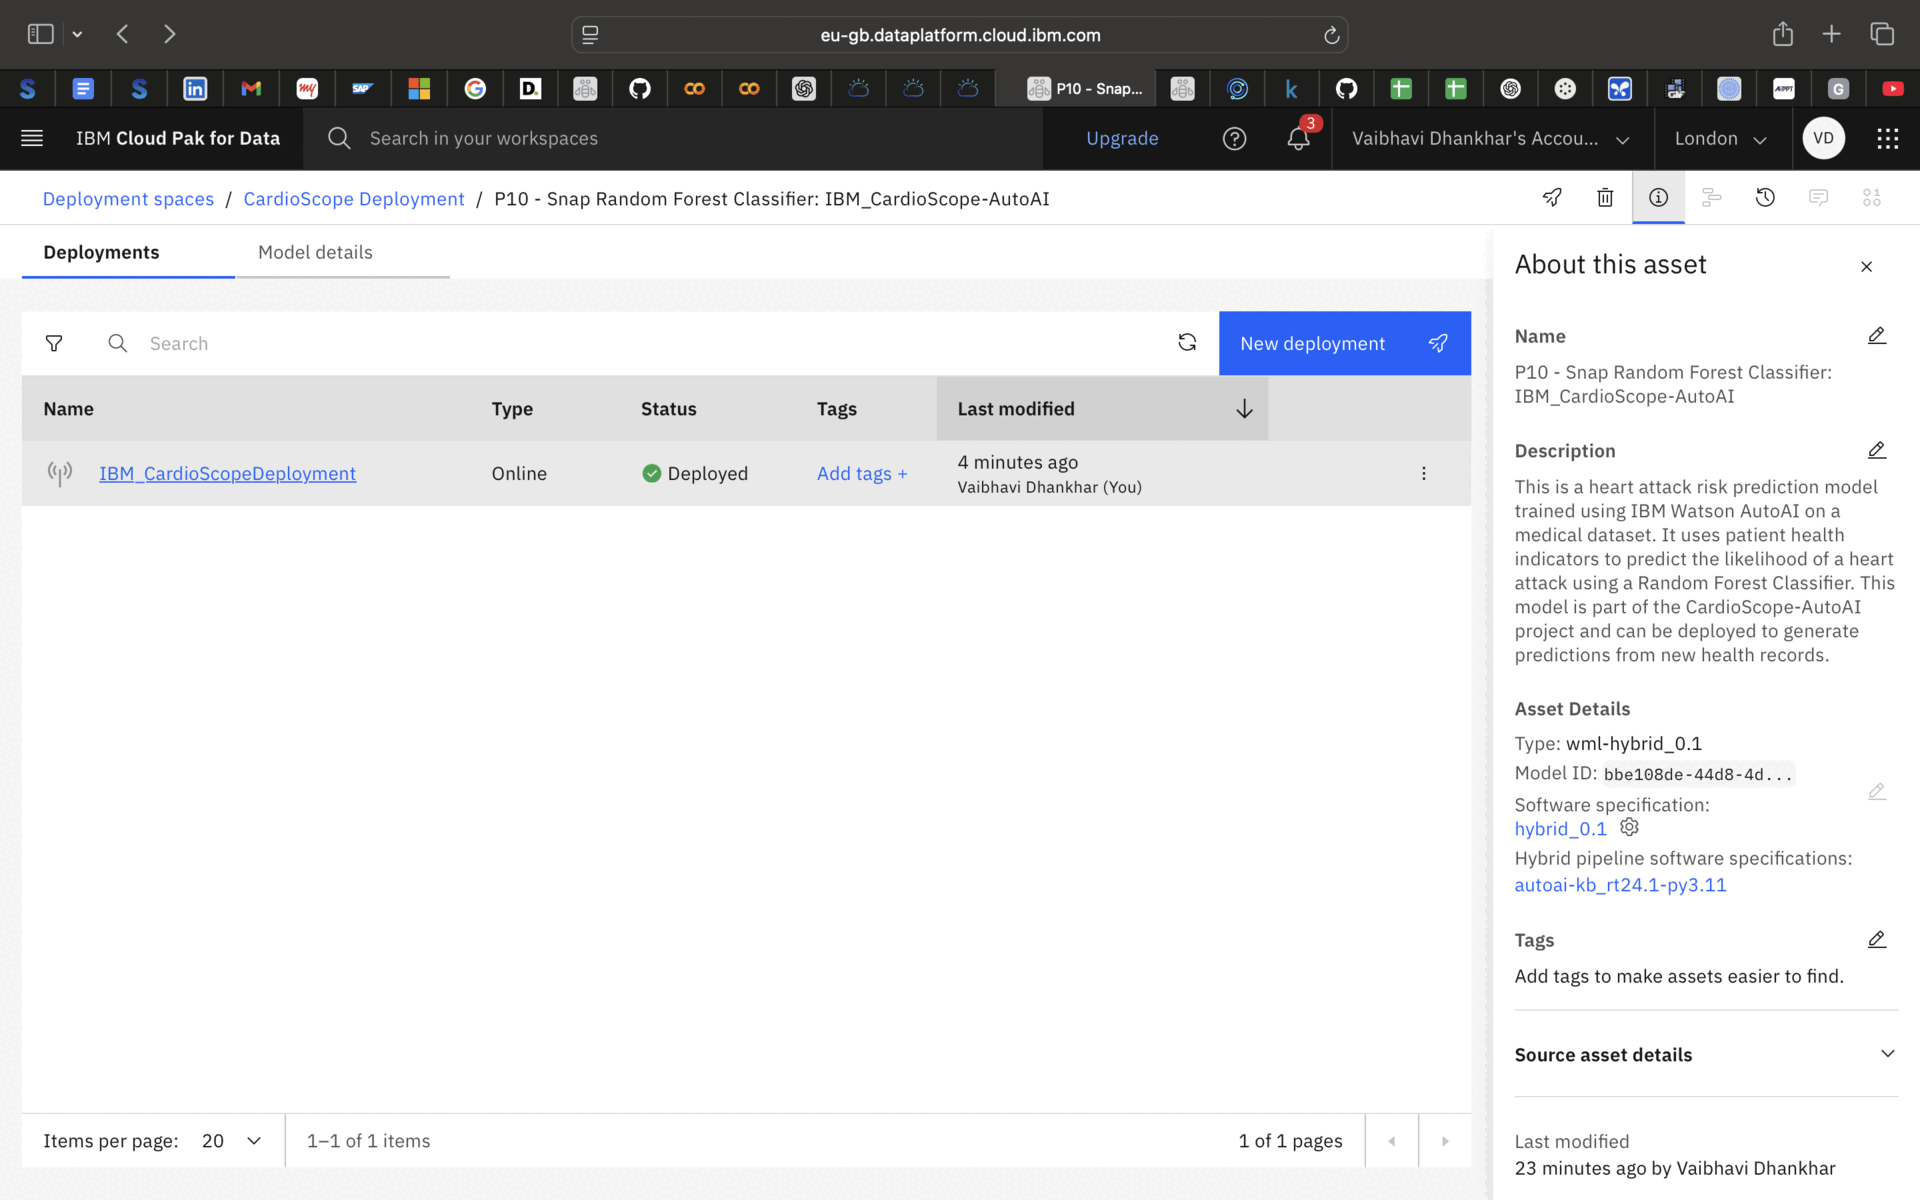 eu-gb.dataplatform.cloud.ibm.com
P10 - Snap...
IBM Cloud Pak for Data
Search in your workspaces
Upgrade
3
Vaibhavi Dhankhar's Accou...
London
VD
Deployment spaces / CardioScope Deployment / P10 - Snap Random Forest Classifier: IBM_CardioScope-AutoAI
Deployments
Model details
Search
New deployment
Name Type Status Tags Last modified
IBM_CardioScopeDeployment Online Deployed Add tags + 4 minutes ago
Vaibhavi Dhankhar (You)
Items per page: 20
1–1 of 1 items
1 of 1 pages
About this asset
Name
P10 - Snap Random Forest Classifier:
IBM_CardioScope-AutoAI
Description
This is a heart attack risk prediction model
trained using IBM Watson AutoAI on a
medical dataset. It uses patient health
indicators to predict the likelihood of a heart
attack using a Random Forest Classifier. This
model is part of the CardioScope-AutoAI
project and can be deployed to generate
predictions from new health records.
Asset Details
Type: wml-hybrid_0.1
Model ID: bbe108de-44d8-4d...
Software specification:
hybrid_0.1
Hybrid pipeline software specifications:
autoai-kb_rt24.1-py3.11
Tags
Add tags to make assets easier to find.
Source asset details
Last modified
23 minutes ago by Vaibhavi Dhankhar